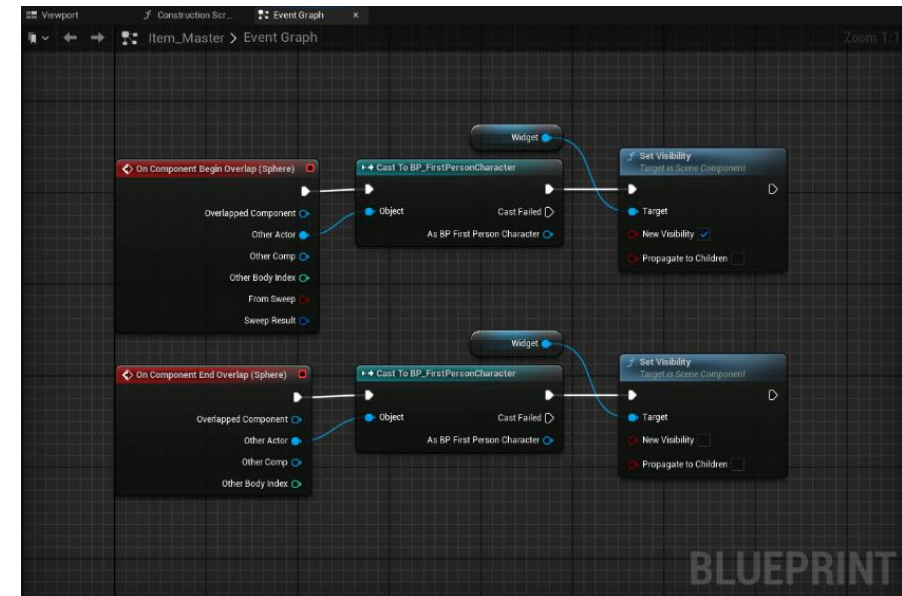 Viewport
Construction Scr...
Event Graph
Item_Master > Event Graph
Zoom 1:1
Widget
On Component Begin Overlap (Sphere)
Overlapped Component
Other Actor
Other Comp
Other Body Index
From Sweep
Sweep Result
Cast To BP_FirstPersonCharacter
Object
Cast Failed
As BP First Person Character
Set Visibility
Target is Scene Component
Target
New Visibility
Propagate to Children
Widget
On Component End Overlap (Sphere)
Overlapped Component
Other Actor
Other Comp
Other Body Index
Cast To BP_FirstPersonCharacter
Object
Cast Failed
As BP First Person Character
Set Visibility
Target is Scene Component
Target
New Visibility
Propagate to Children
BLUEPRINT